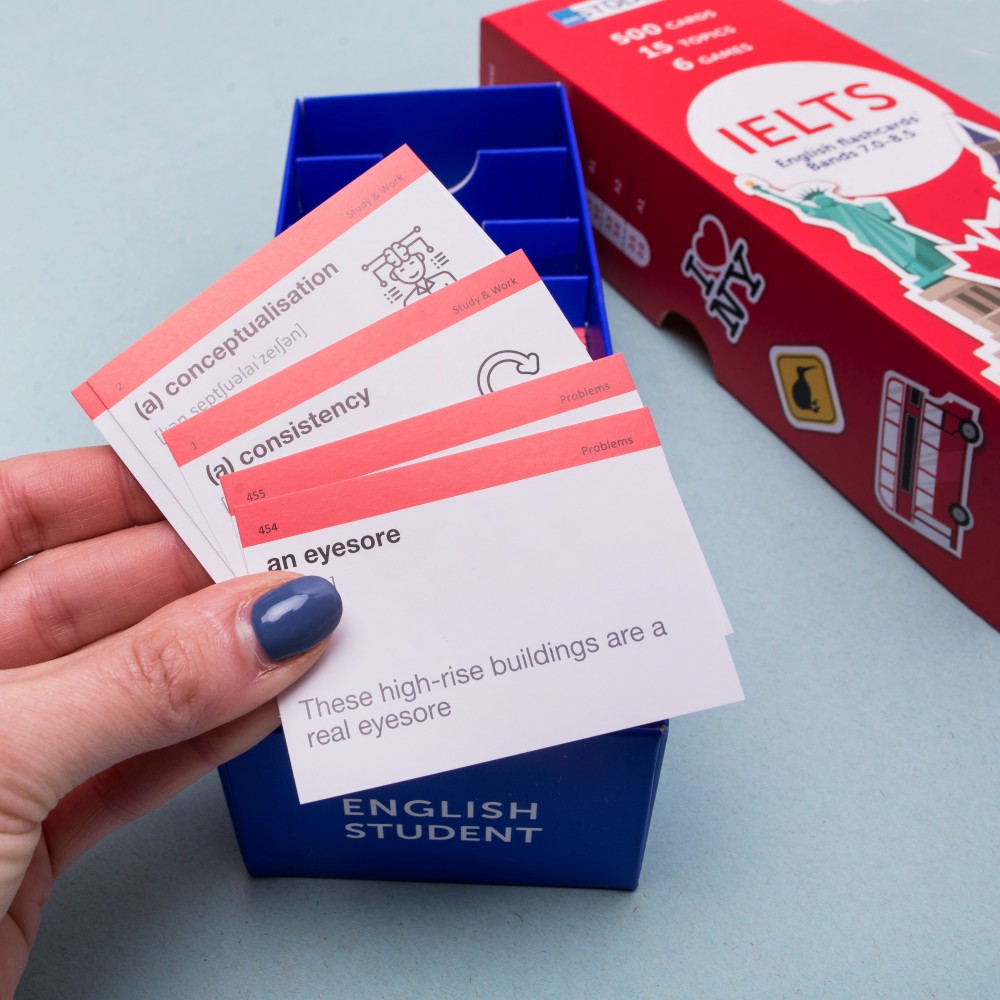 500 CARDS
15 TOPICS
6 GAMES
IELTS
English flashcards
Bands 7.0-8.5
I
NY
Study & Work
2
(a) conceptualisation
Study & Work
1
(a) consistency
Problems
455
Problems
454
an eyesore
These high-rise buildings are a
real eyesore
ENGLISH
STUDENT